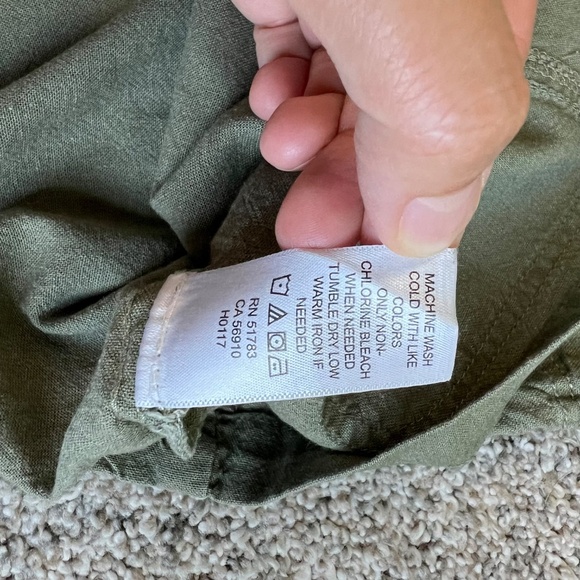 MACHINE WASH
COLD WITH LIKE
COLORS
ONLY NON-
CHLORINE BLEACH
WHEN NEEDED
TUMBLE DRY LOW
WARM IRON IF
NEEDED
RN 51783
CA 56910
H0117